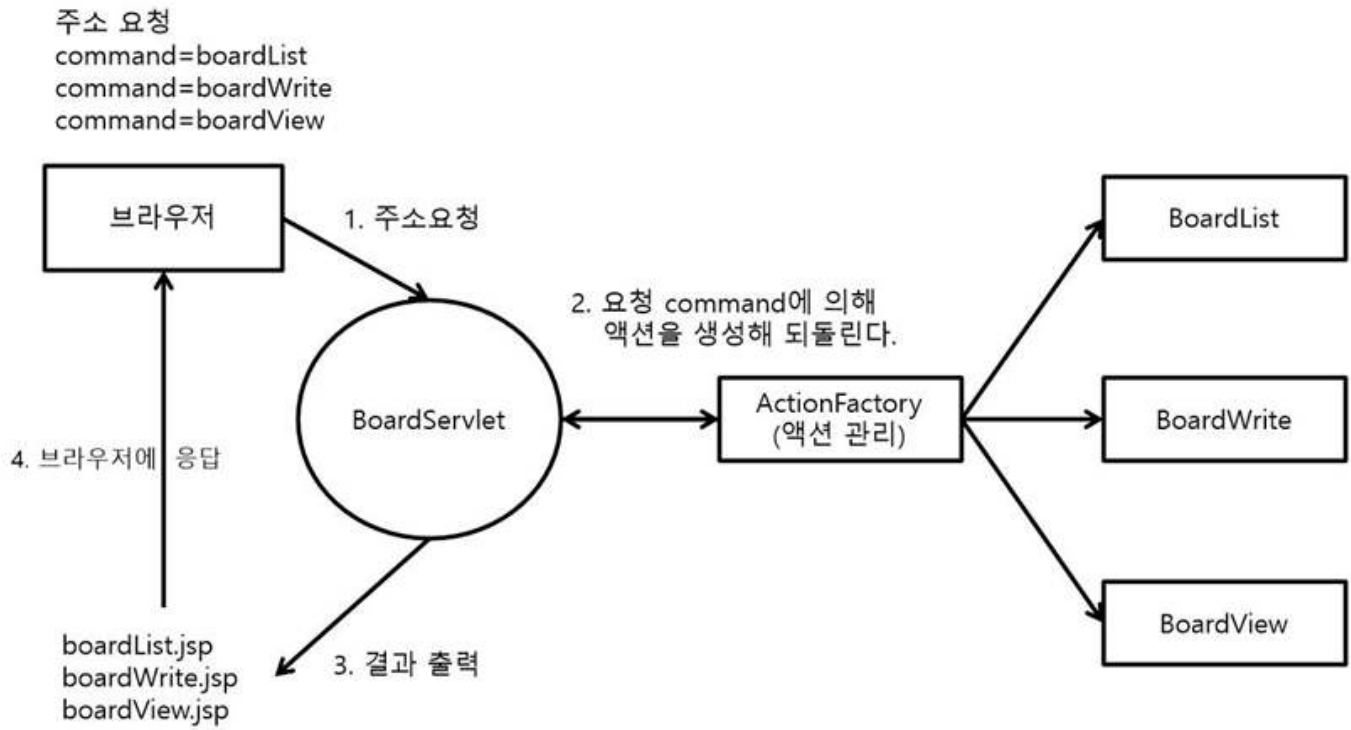 주소 요청
command=boardList
command=boardWrite
command=boardView
브라우저
1. 주소요청
BoardServlet
2. 요청 command에 의해
액션을 생성해 되돌린다.
ActionFactory
(액션 관리)
BoardList
BoardWrite
BoardView
3. 결과 출력
boardList.jsp
boardWrite.jsp
boardView.jsp
4. 브라우저에 응답